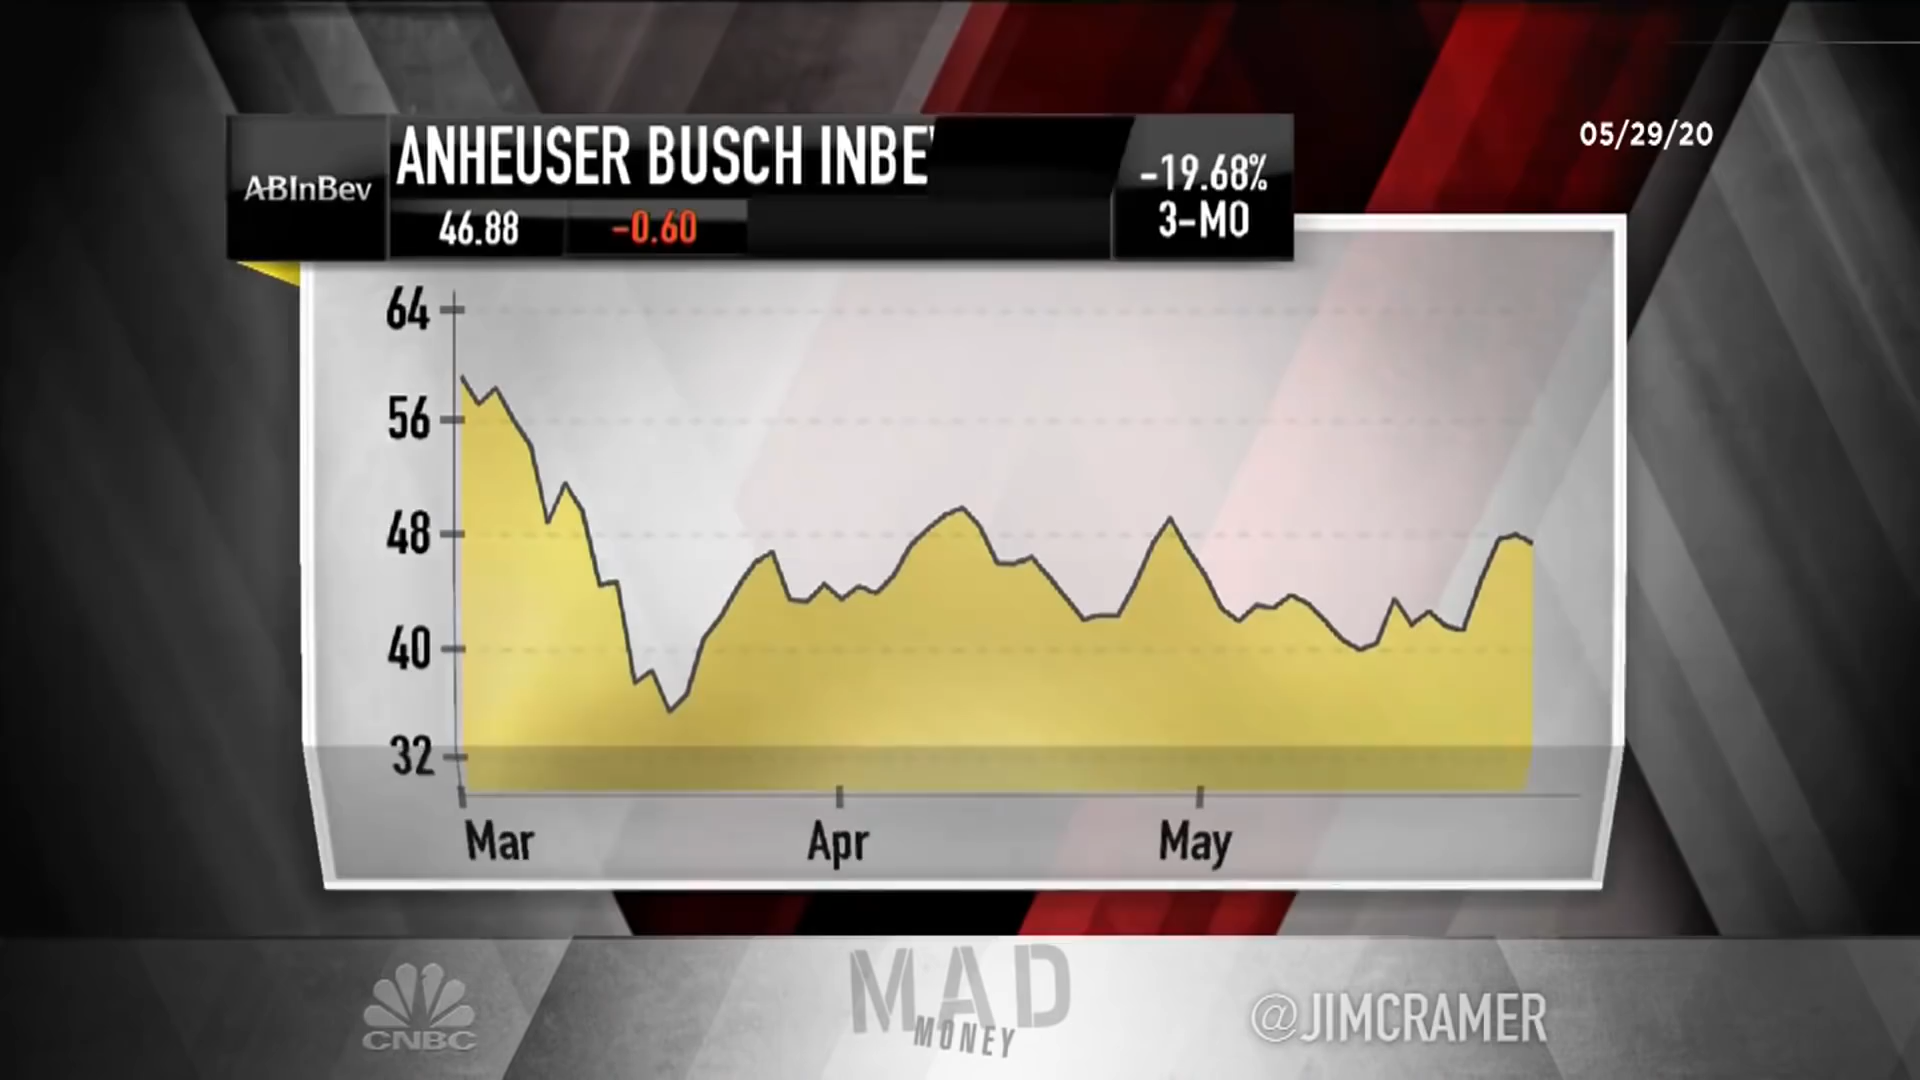 ABInBev
ANHEUSER BUSCH INBE
46.88
-0.60
-19.68%
3-MO
05/29/20
64
56
48
40
32
Mar
Apr
May
CNBC
MAD
MONEY
@JIMCRAMER